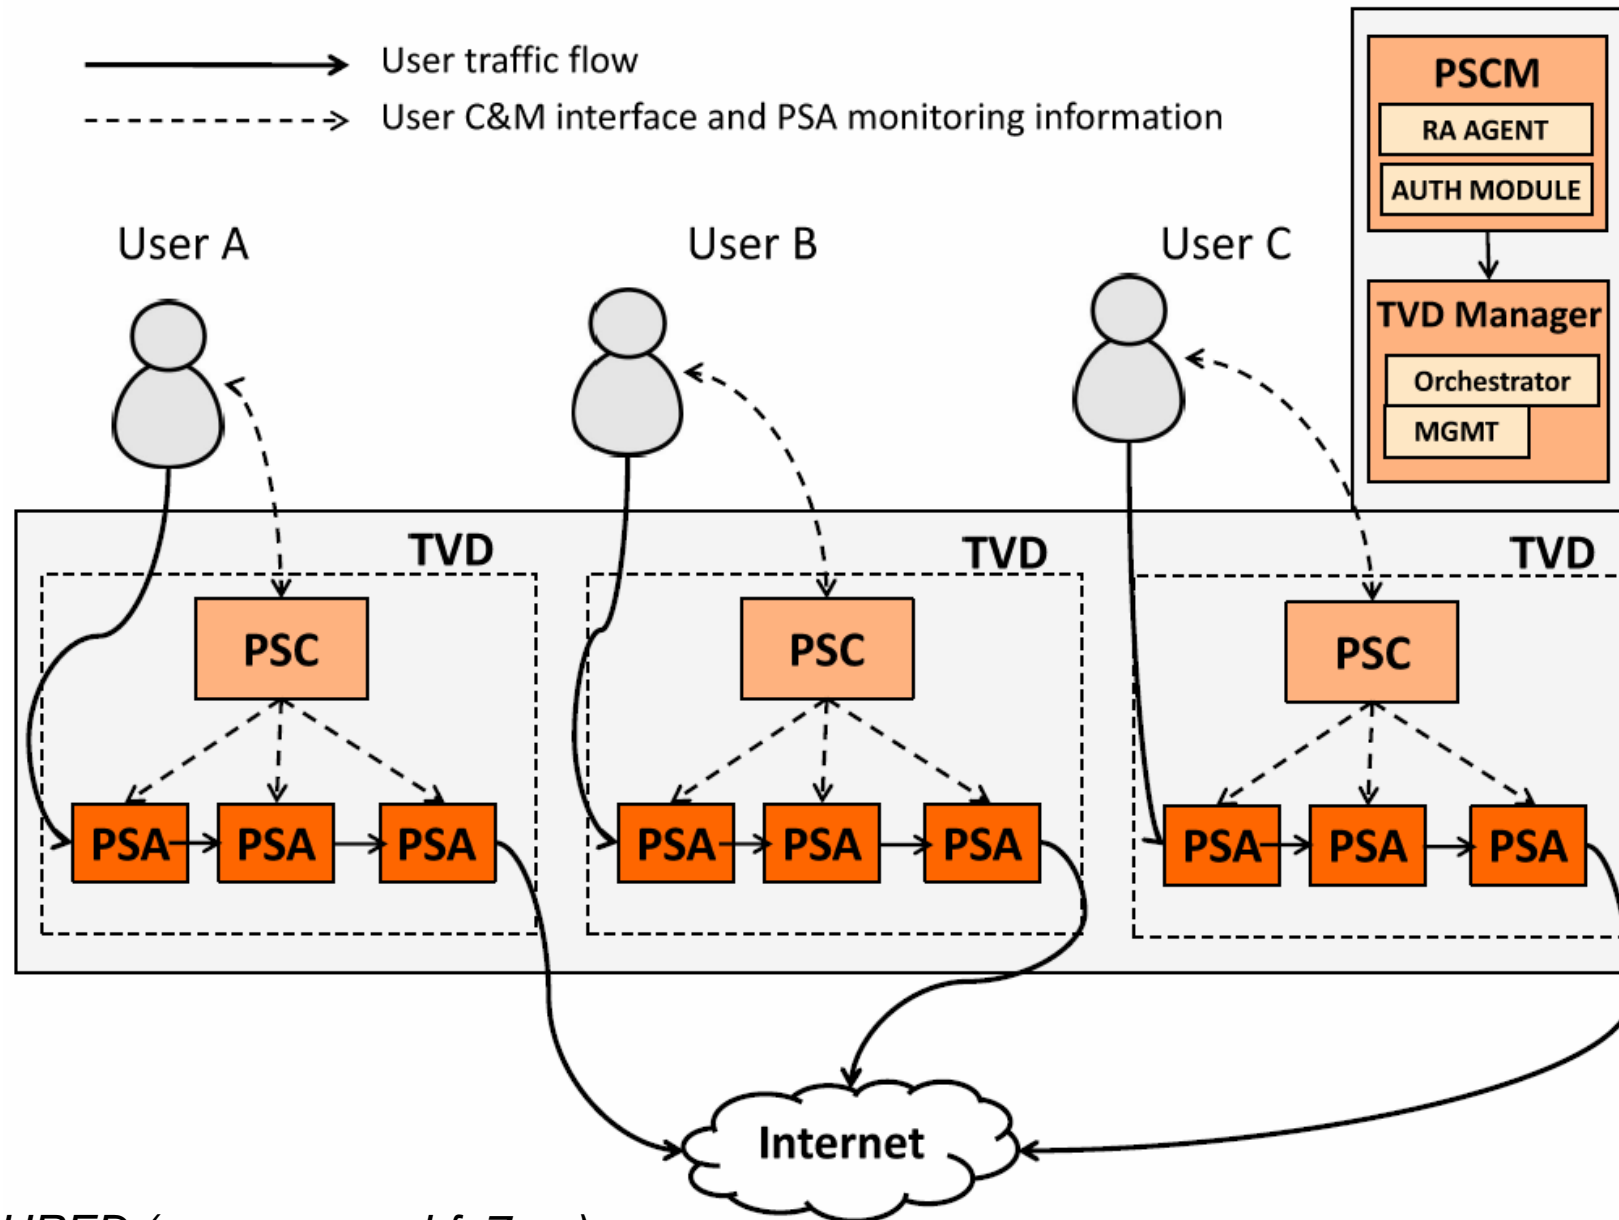 User traffic flow
User C&M interface and PSA monitoring information
PSCM
RA AGENT
AUTH MODULE
TVD Manager
Orchestrator
MGMT
User A
User B
User C
TVD
TVD
TVD
PSC
PSC
PSC
PSA PSA PSA
PSA PSA PSA
PSA PSA PSA
Internet